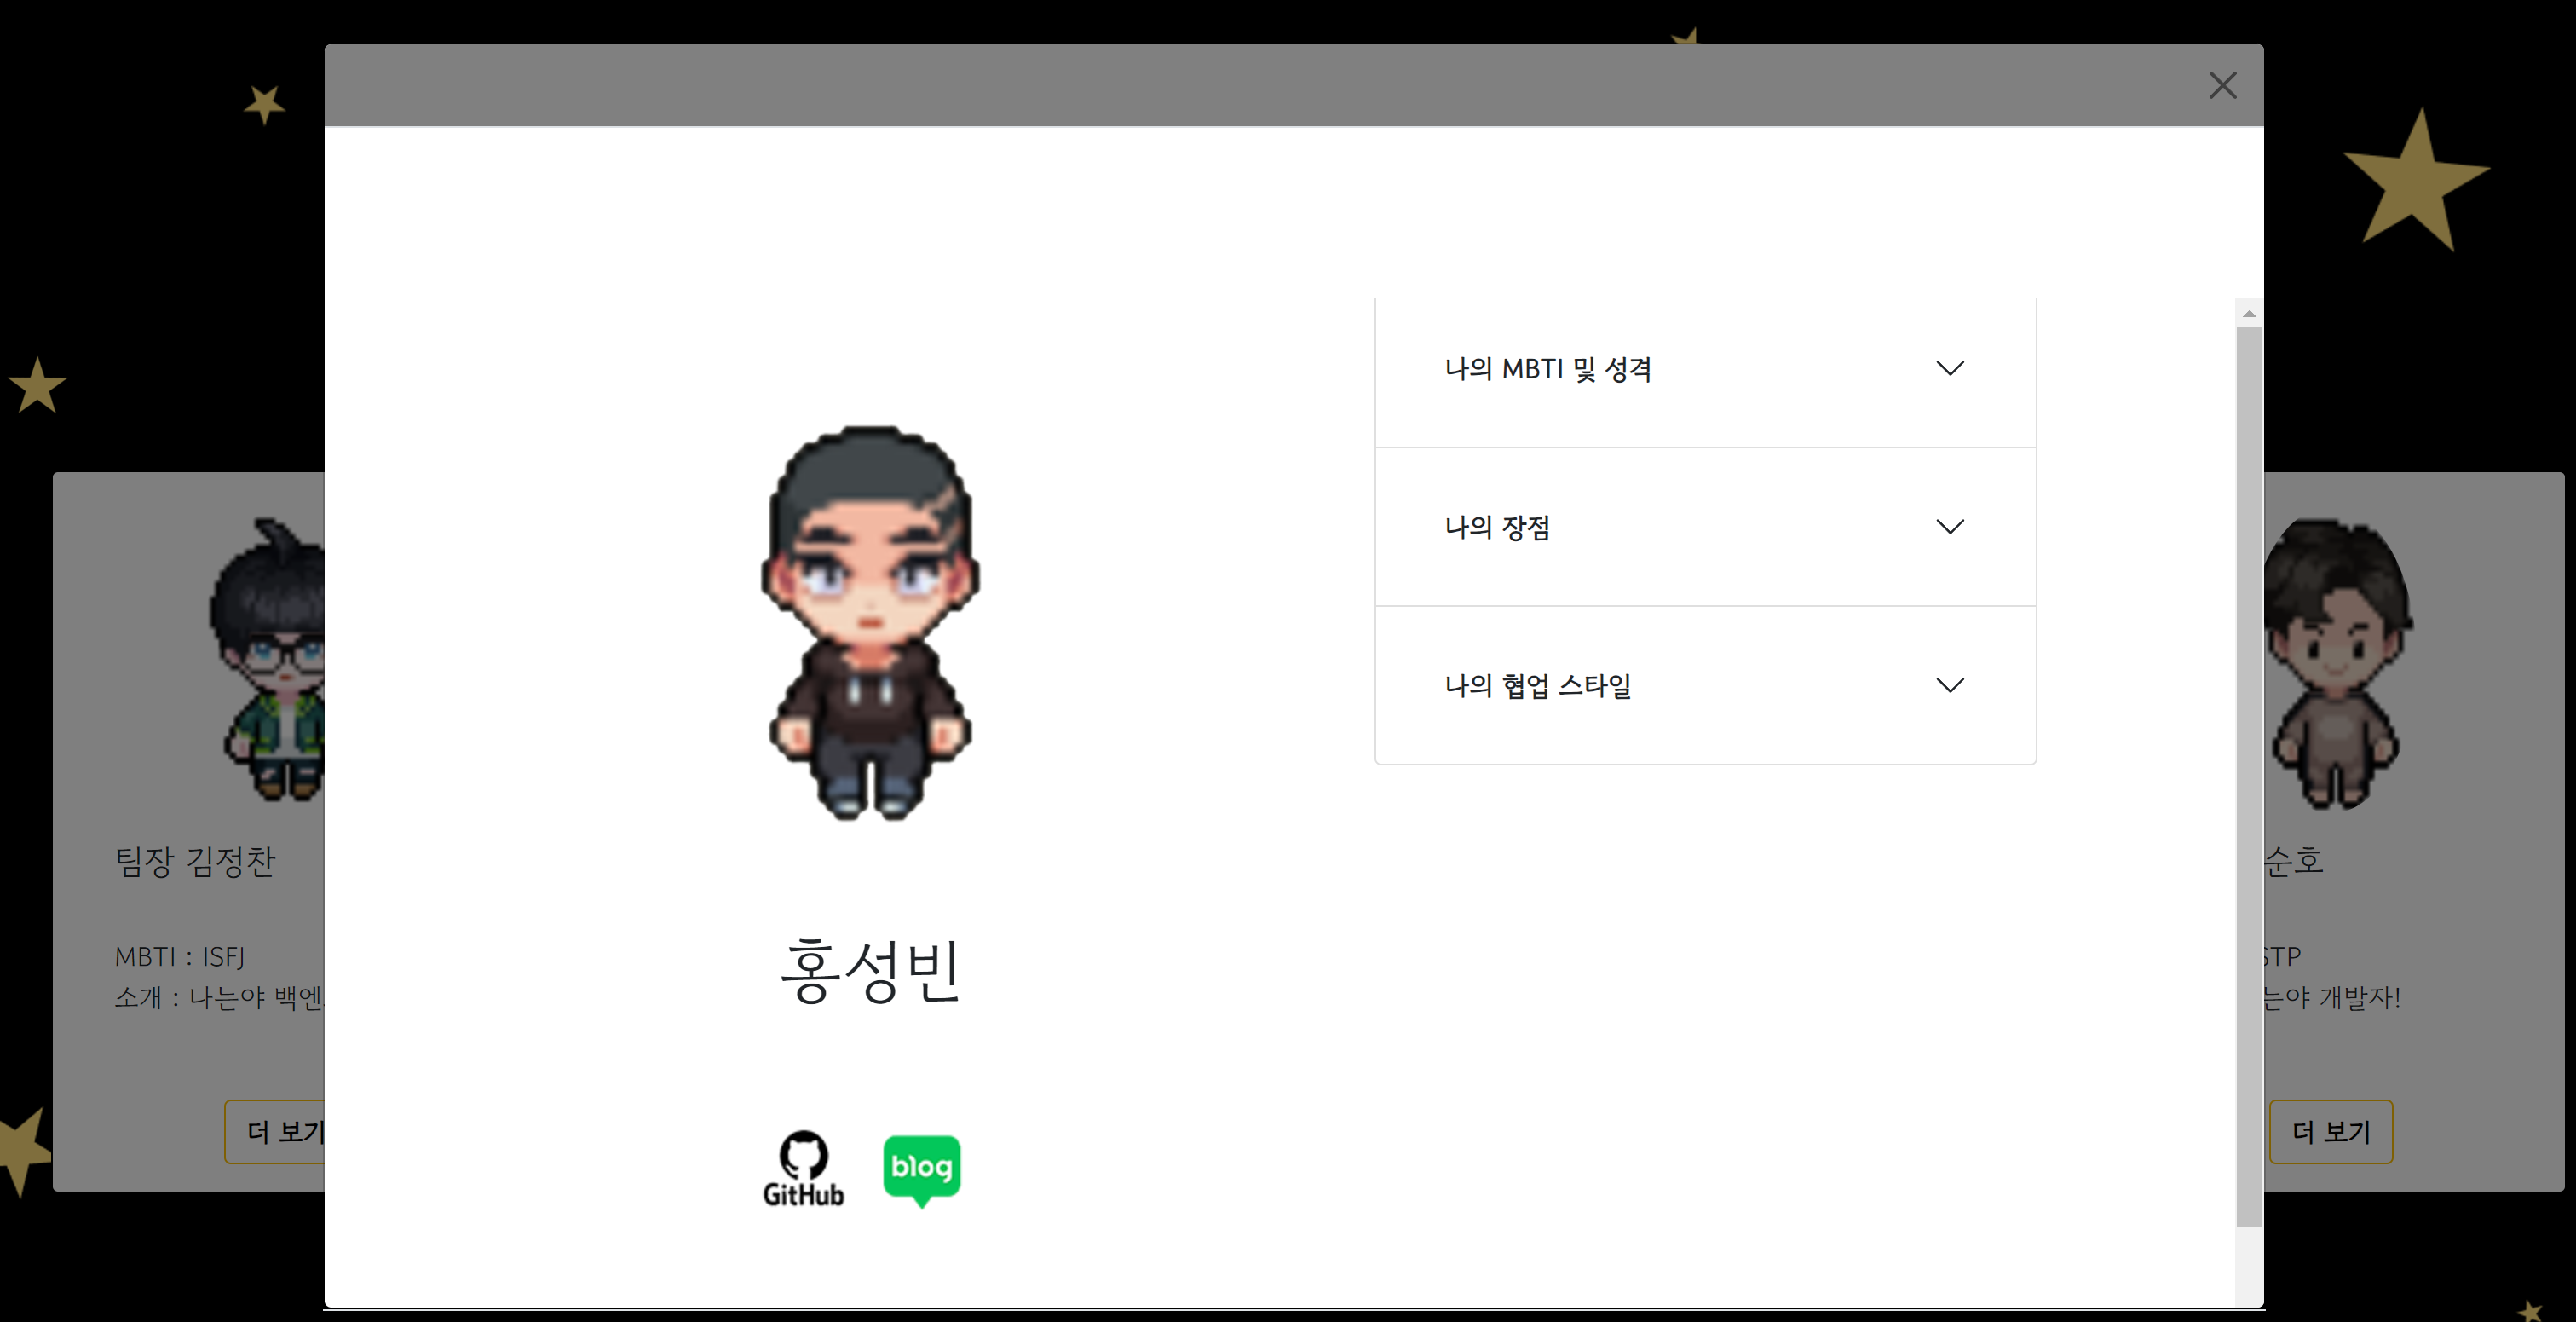 나의 MBTI 및 성격
나의 장점
나의 협업 스타일
홍성빈
GitHub
blog
팀장 김정찬
MBTI : ISFJ
소개 : 나는야 백엔
더 보기
순호
STP
는야 개발자!
더 보기